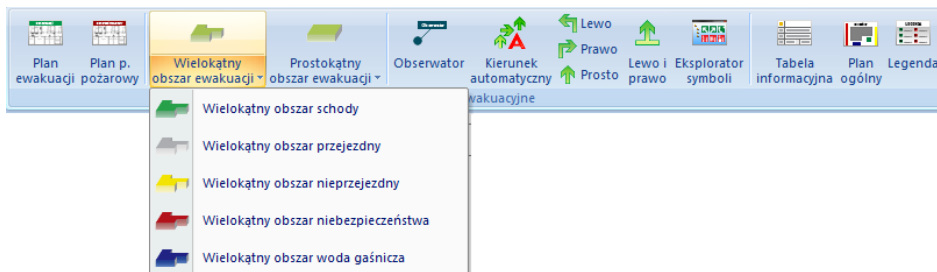 Plan ewakuacji
Plan p. pożarowy
Wielokątny obszar ewakuacji
Prostokątny obszar ewakuacji
Obserwator
Kierunek automatyczny
Lewo
Prawo
Prosto
Lewo i prawo
Eksplorator symboli
Tabela informacyjna
Plan ogólny
Legenda
wakuacyjne
Wielokątny obszar schody
Wielokątny obszar przejezdny
Wielokątny obszar nieprzejezdny
Wielokątny obszar niebezpieczeństwa
Wielokątny obszar woda gaśnicza